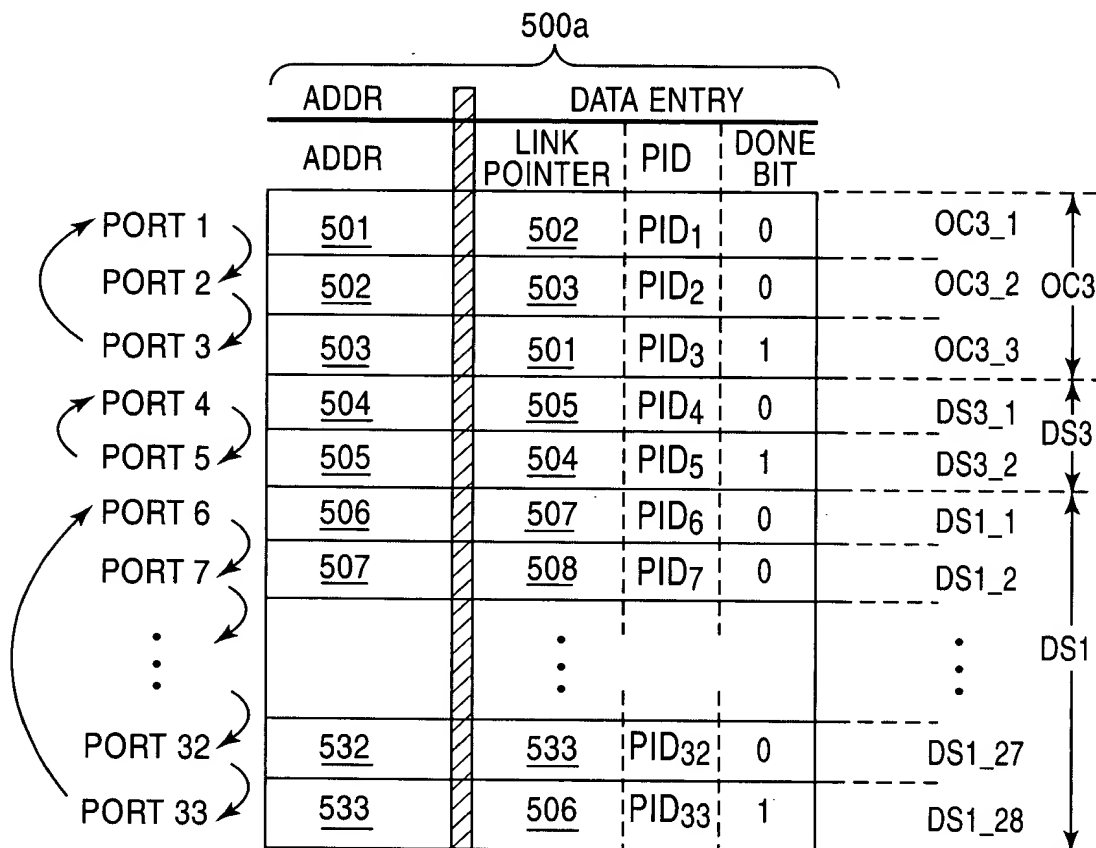 500a
ADDR DATA ENTRY
ADDR LINK POINTER PID DONE BIT
PORT 1 501 502 PID1 0 OC3_1
PORT 2 502 503 PID2 0 OC3_2 OC3
PORT 3 503 501 PID3 1 OC3_3
PORT 4 504 505 PID4 0 DS3_1
DS3
PORT 5 505 504 PID5 1 DS3_2
PORT 6 506 507 PID6 0 DS1_1
PORT 7 507 508 PID7 0 DS1_2
DS1
PORT 32 532 533 PID32 0 DS1_27
PORT 33 533 506 PID33 1 DS1_28